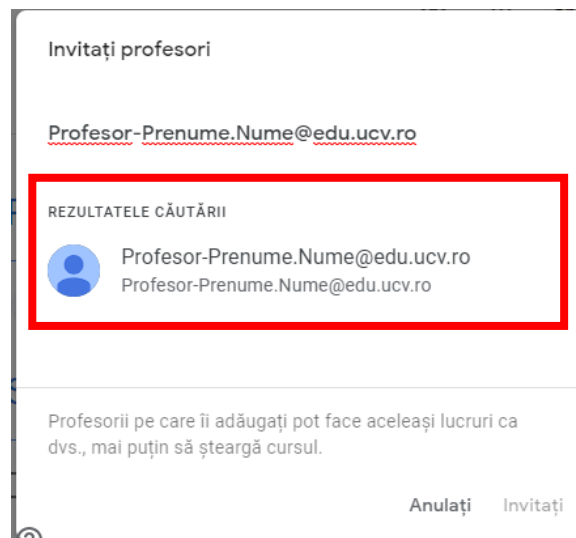 Invitați profesori
Profesor-Prenume.Nume@edu.ucv.ro
REZULTATELE CĂUTĂRII
Profesor-Prenume.Nume@edu.ucv.ro
Profesor-Prenume.Nume@edu.ucv.ro
Profesorii pe care îi adăugați pot face aceleași lucruri ca
dvs., mai puțin să șteargă cursul.
Anulați Invitați